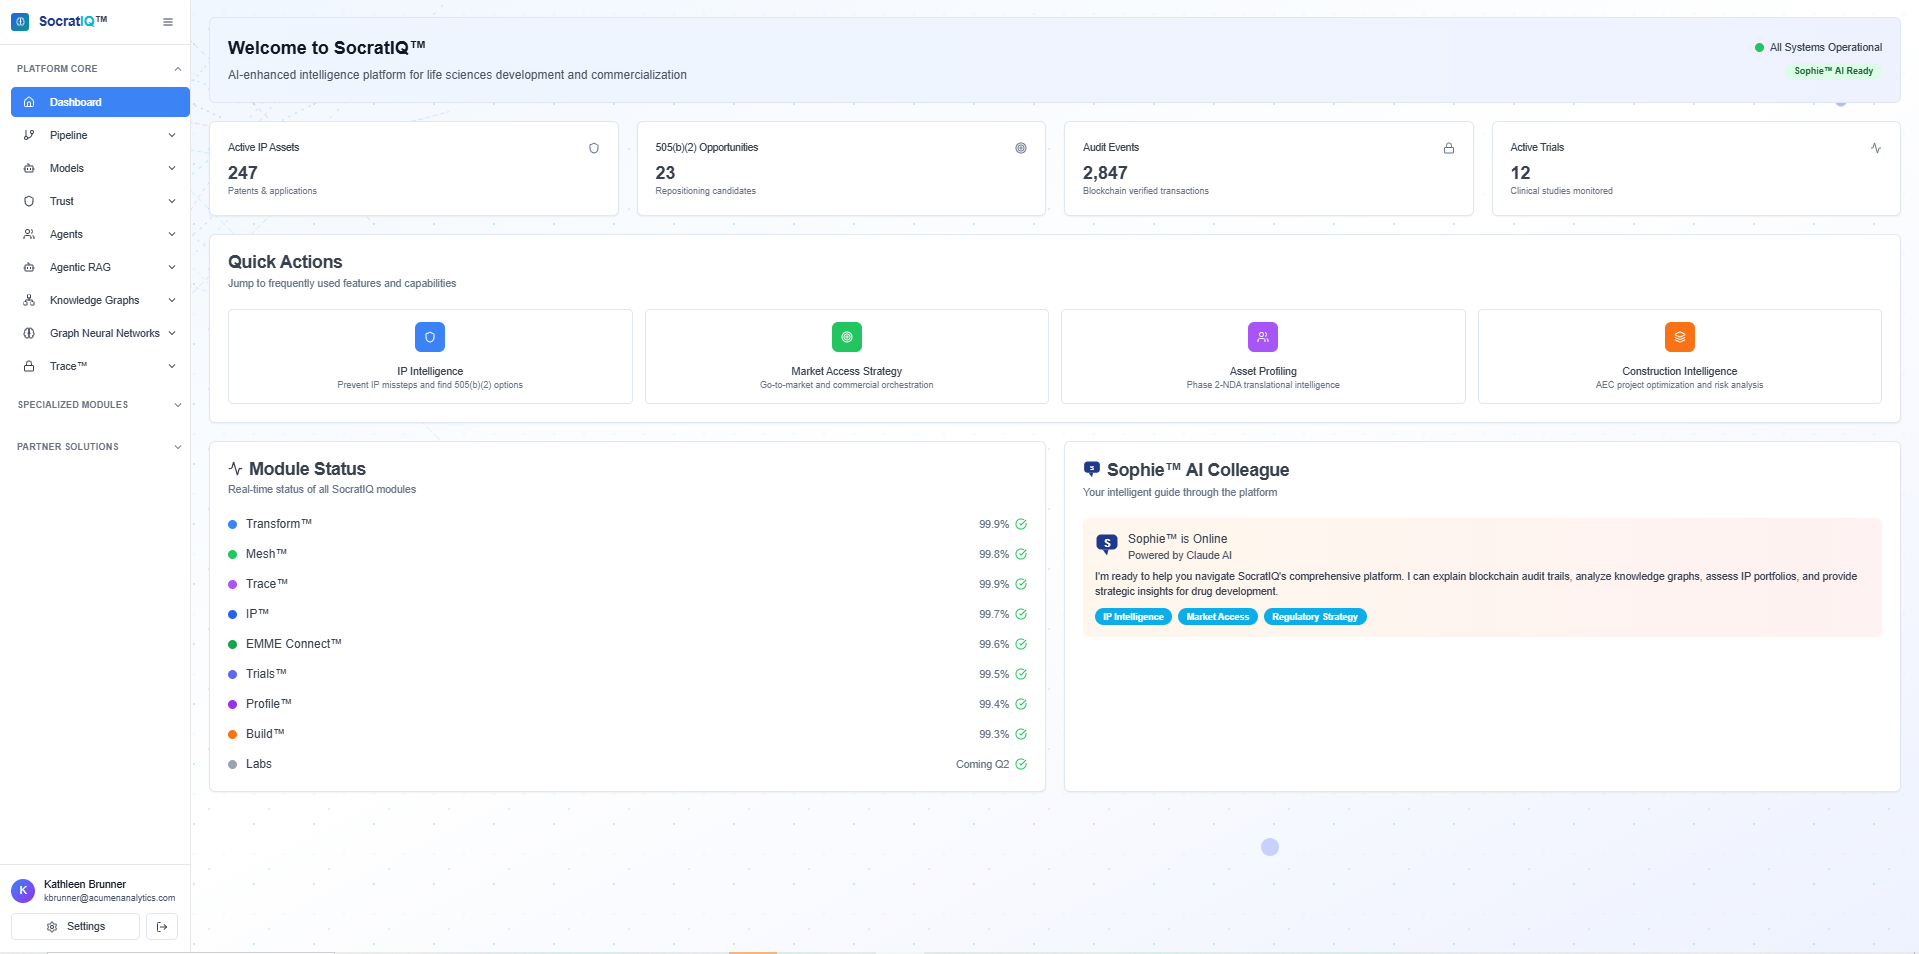 SocratIQ™
PLATFORM CORE
Dashboard
Pipeline
Models
Trust
Agents
Agentic RAG
Knowledge Graphs
Graph Neural Networks
Trace™
SPECIALIZED MODULES
PARTNER SOLUTIONS
K
Kathleen Brunner
kbrunner@acumenanalytics.com
Settings
Welcome to SocratIQ™
AI-enhanced intelligence platform for life sciences development and commercialization
All Systems Operational
Sophie™ AI Ready
Active IP Assets
247
Patents & applications
505(b)(2) Opportunities
23
Repositioning candidates
Audit Events
2,847
Blockchain verified transactions
Active Trials
12
Clinical studies monitored
Quick Actions
Jump to frequently used features and capabilities
IP Intelligence
Prevent IP missteps and find 505(b)(2) options
Market Access Strategy
Go-to-market and commercial orchestration
Asset Profiling
Phase 2-NDA translational intelligence
Construction Intelligence
AEC project optimization and risk analysis
Module Status
Real-time status of all SocratIQ modules
Transform™ 99.9%
Mesh™ 99.8%
Trace™ 99.9%
IP™ 99.7%
EMME Connect™ 99.6%
Trials™ 99.5%
Profile™ 99.4%
Build™ 99.3%
Labs Coming Q2
S Sophie™ AI Colleague
Your intelligent guide through the platform
S
Sophie™ is Online
Powered by Claude AI
I'm ready to help you navigate SocratIQ's comprehensive platform. I can explain blockchain audit trails, analyze knowledge graphs, assess IP portfolios, and provide
strategic insights for drug development.
IP Intelligence Market Access Regulatory Strategy